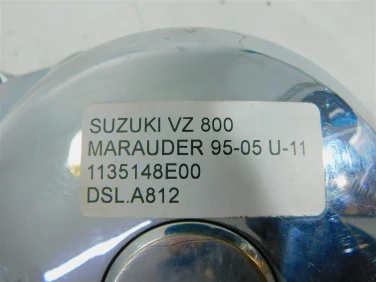 SUZUKI VZ 800
MARAUDER 95-05 U-11
1135148E00
DSL.A812